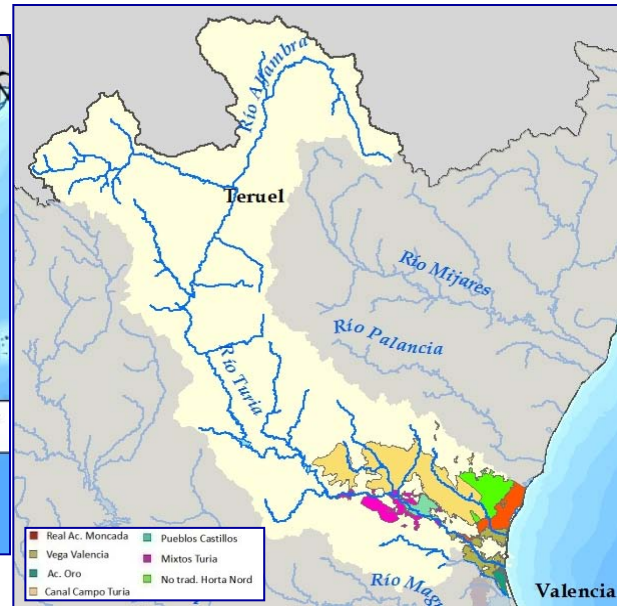 Río Alfambra
Teruel
Río Mijares
Río Palancia
Río Turia
Real Ac. Moncada
Vega Valencia
Ac. Oro
Canal Campo Turia
Pueblos Castillos
Mixtos Turia
No trad. Horta Nord
Valencia